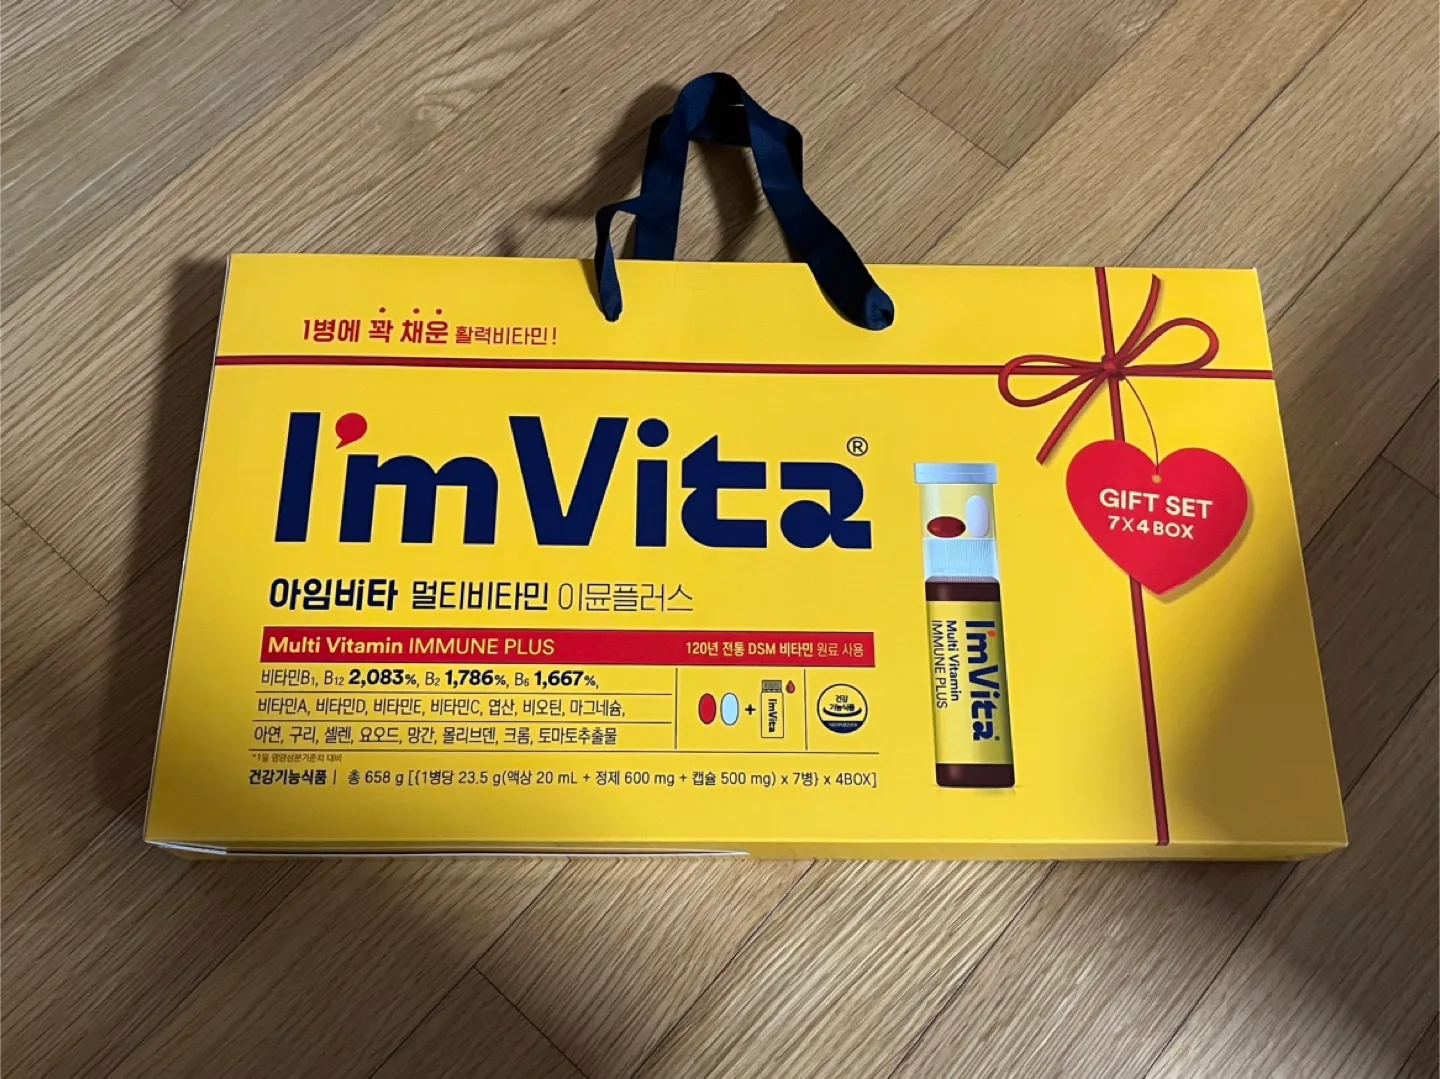 1병에 꽉 채운 활력비타민!
I'mVita®
아임비타 멀티비타민 이뮨플러스
Multi Vitamin IMMUNE PLUS 120년 전통 DSM 비타민 원료 사용
비타민B₁, B₁₂ 2,083%, B₂ 1,786%, B₆ 1,667%,
비타민A, 비타민D, 비타민E, 비타민C, 엽산, 비오틴, 마그네슘,
아연, 구리, 셀렌, 요오드, 망간, 몰리브덴, 크롬, 토마토추출물
*1일 영양성분기준치 대비
+
I'mVita
건강
기능식품
건강기능식품 | 총 658 g [{1병당 23.5 g(액상 20 mL + 정제 600 mg + 캡슐 500 mg) x 7병} x 4BOX]
I'mVita®
Multi Vitamin
IMMUNE PLUS
GIFT SET
7X4BOX